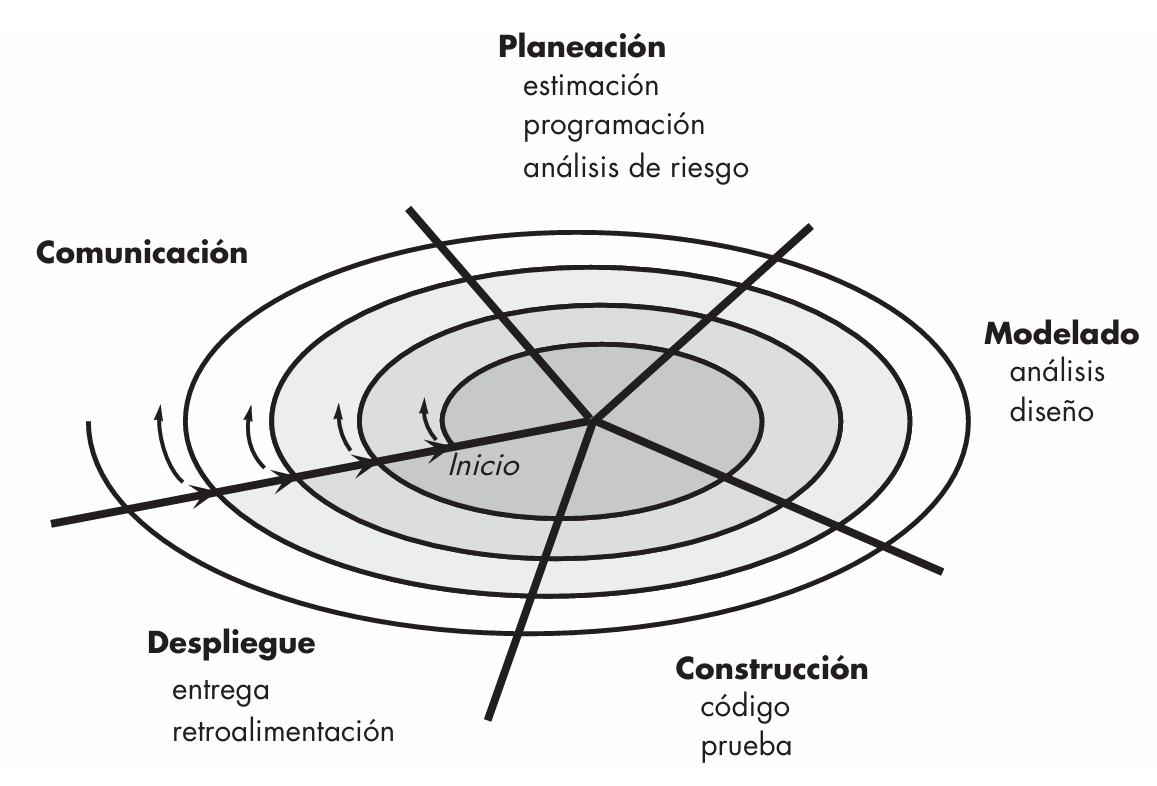 Planeación
estimación
programación
análisis de riesgo
Comunicación
Modelado
análisis
diseño
Inicio
Despliegue
entrega
retroalimentación
Construcción
código
prueba